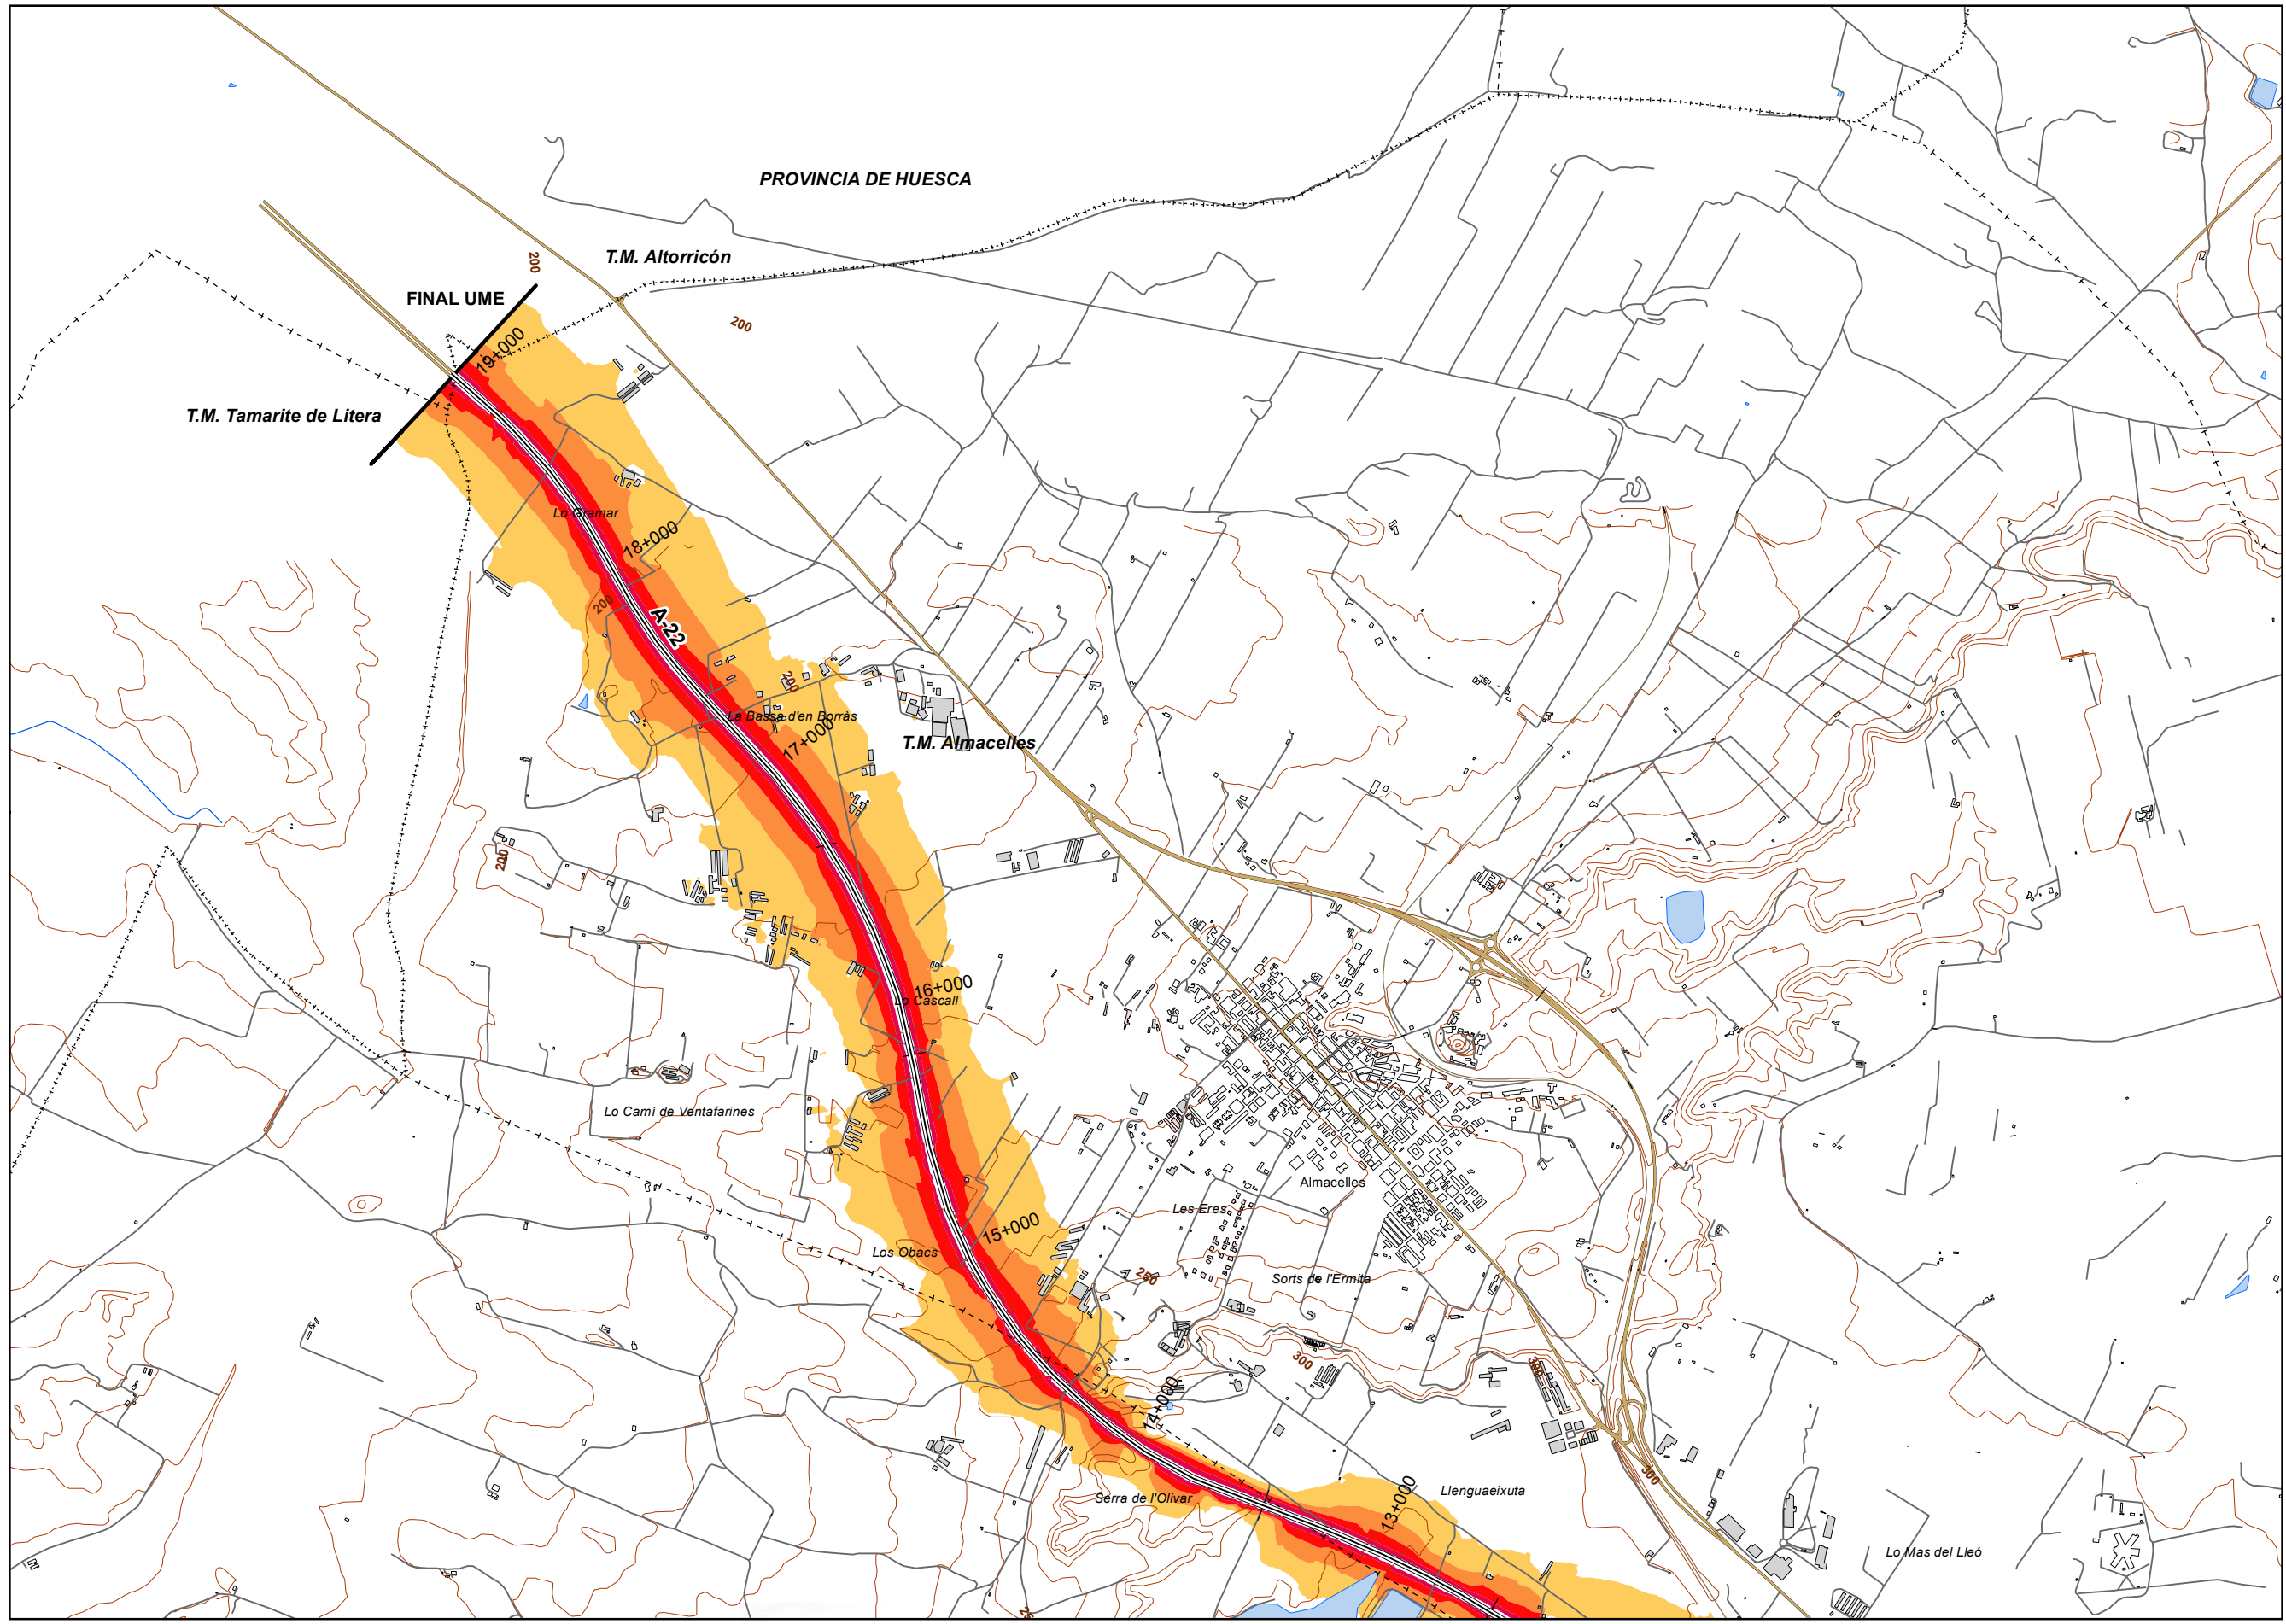 PROVINCIA DE HUESCA
T.M. Altorricón
200
FINAL UME
200
19+000
T.M. Tamarite de Litera
Lo Gramar
18+000
200
A-22
200
La Bassa d'en Borràs
17+000
T.M. Almacelles
200
16+000
Lo Cascall
Lo Camí de Ventafarines
Almacelles
Les Eres
15+000
Los Obacs
250
Sorts de l'Ermita
300
300
14+000
300
Llenguaeixuta
13+000
Serra de l'Olivar
Lo Mas del Lleó